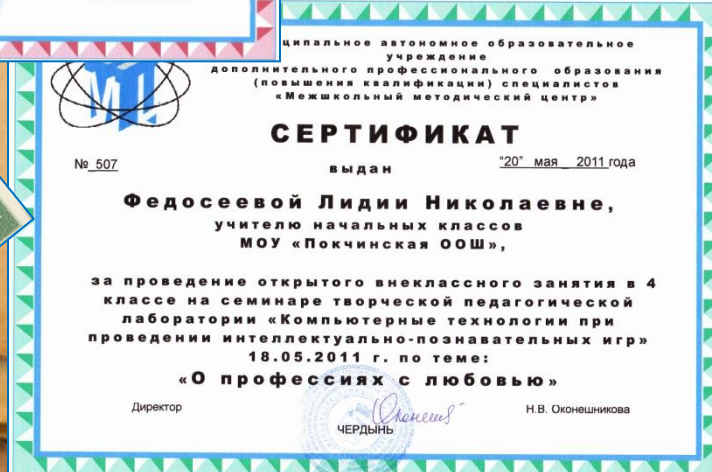 ципальное автономное образовательное
учреждение
дополнительного профессионального образования
(повышения квалификации) специалистов
«Межшкольный методический центр»
СЕРТИФИКАТ
№ 507
выдан
"20" мая 2011 года
Федосеевой Лидии Николаевне,
учителю начальных классов
МОУ «Покчинская ООШ»,
за проведение открытого внеклассного занятия в 4
классе на семинаре творческой педагогической
лаборатории «Компьютерные технологии при
проведении интеллектуально-познавательных игр»
18.05.2011 г. по теме:
«О профессиях с любовью»
Директор
Н.В. Оконешникова
ЧЕРДЫНЬ